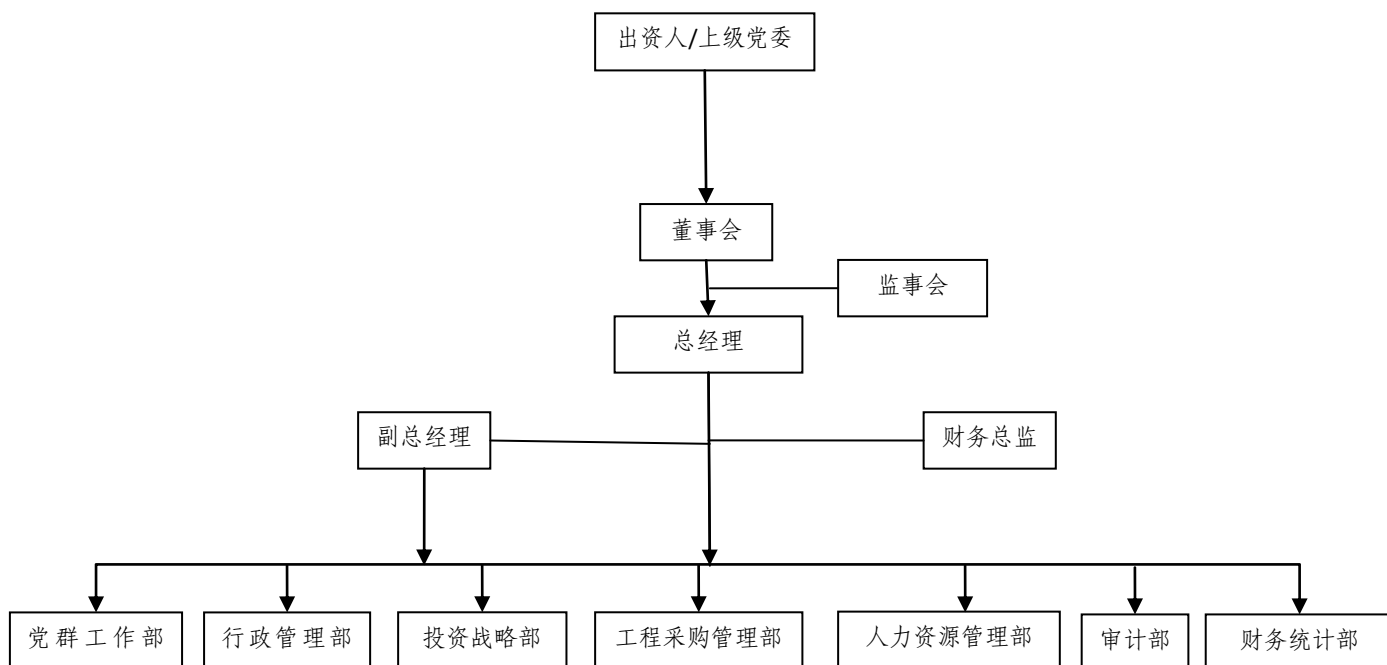 出资人/上级党委
董事会
监事会
总经理
副总经理
财务总监
党群工作部
行政管理部
投资战略部
工程采购管理部
人力资源管理部
审计部
财务统计部